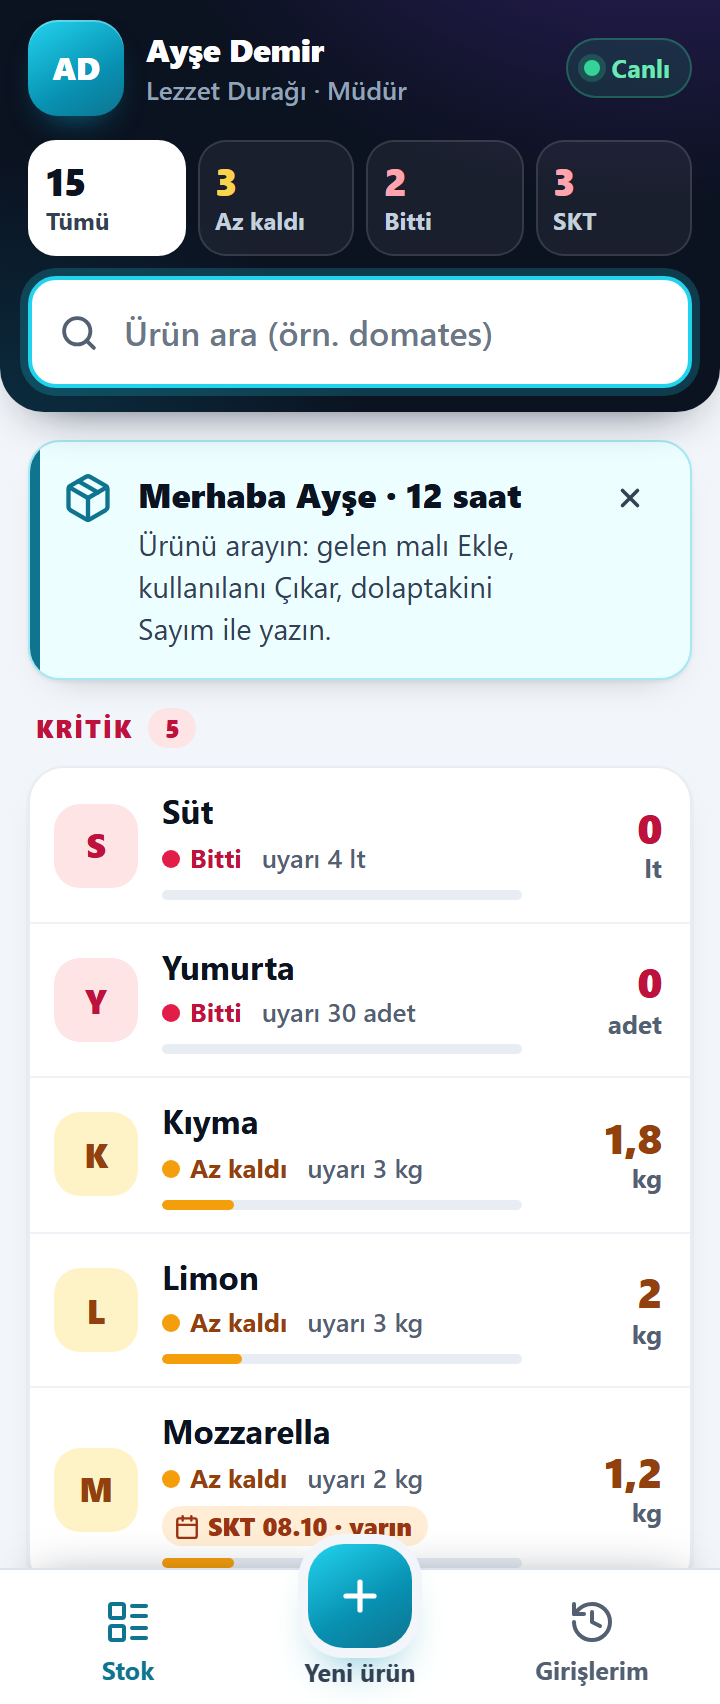 AD
Ayşe Demir
Lezzet Durağı · Müdür
Canlı
15
Tümü
3
Az kaldı
2
Bitti
3
SKT
Ürün ara (örn. domates)
Merhaba Ayşe · 12 saat
Ürünü arayın: gelen malı Ekle,
kullanılanı Çıkar, dolaptakini
Sayım ile yazın.
KRİTİK 5
S
Süt
Bitti uyarı 4 lt
0
lt
Y
Yumurta
Bitti uyarı 30 adet
0
adet
K
Kıyma
Az kaldı uyarı 3 kg
1,8
kg
L
Limon
Az kaldı uyarı 3 kg
2
kg
M
Mozzarella
Az kaldı uyarı 2 kg
SKT 08.10 · yarın
1,2
kg
Stok
Yeni ürün
Girişlerim